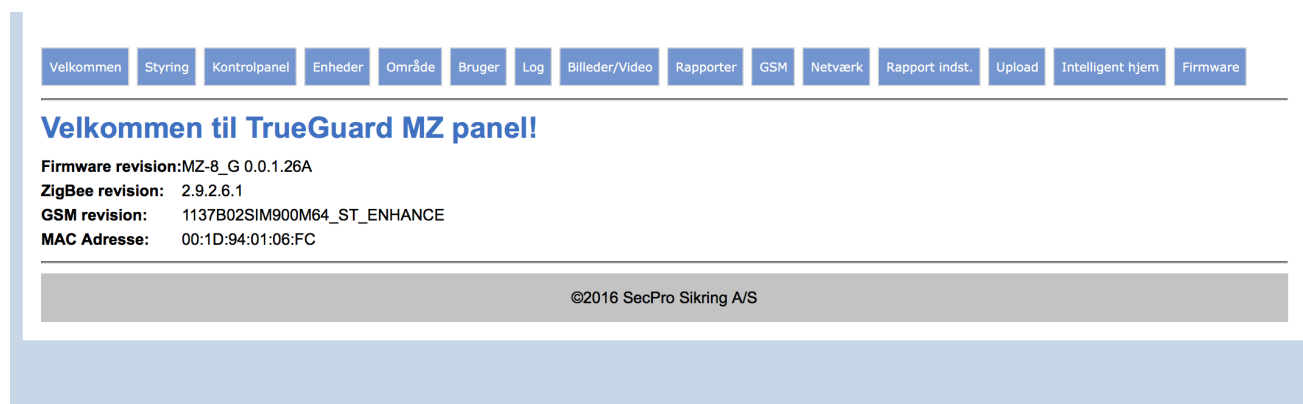 Velkommen Styring Kontrolpanel Enheder Område Bruger Log Billeder/Video Rapporter GSM Netværk Rapport indst. Upload Intelligent hjem Firmware
Velkommen til TrueGuard MZ panel!
Firmware revision:MZ-8_G 0.0.1.26A
ZigBee revision: 2.9.2.6.1
GSM revision: 1137B02SIM900M64_ST_ENHANCE
MAC Adresse: 00:1D:94:01:06:FC
©2016 SecPro Sikring A/S